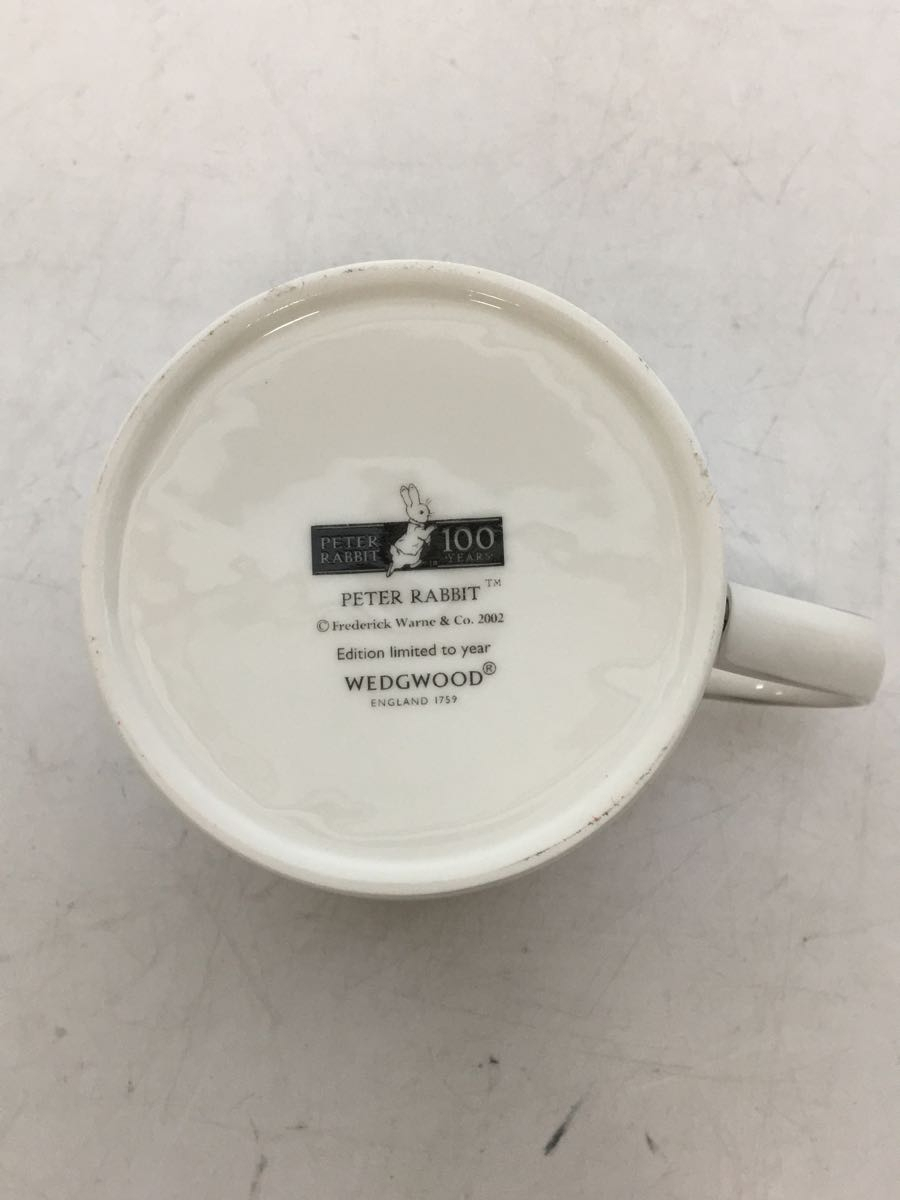 PETER RABBIT 100 YEARS
PETER RABBIT™
© Frederick Warne & Co. 2002
Edition limited to year
WEDGWOOD®
ENGLAND 1759